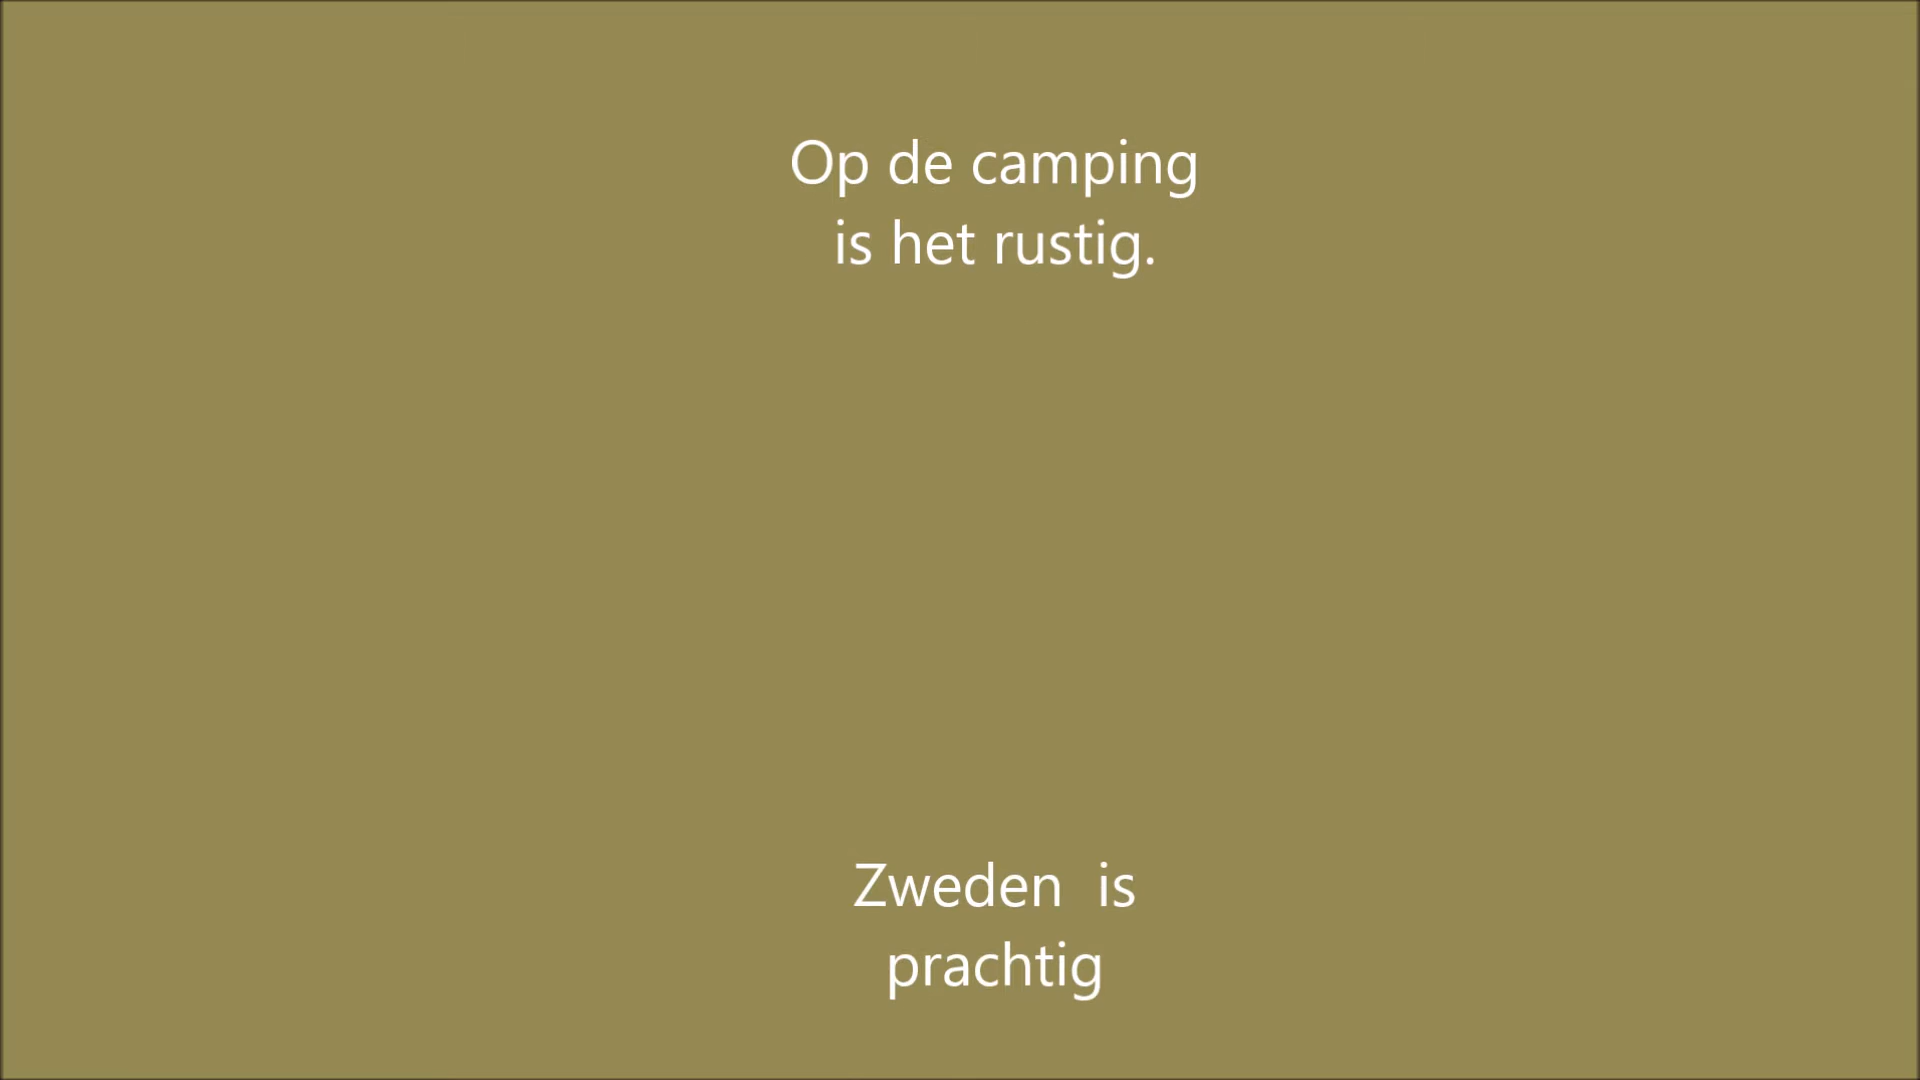 Op de camping
is het rustig.
Zweden  is
prachtig